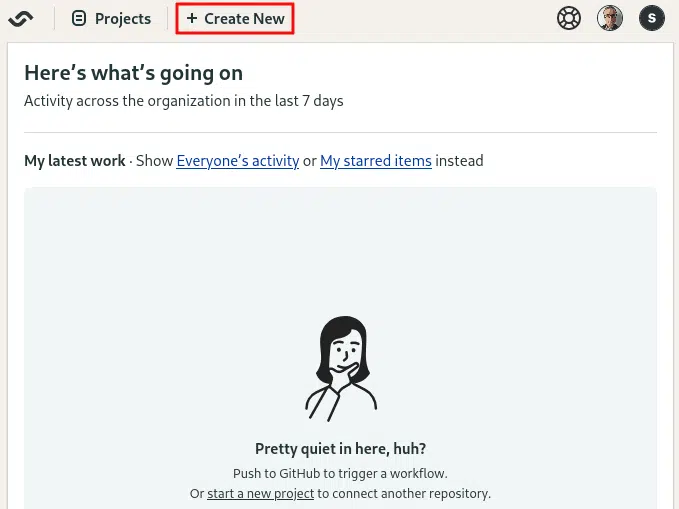 Projects + Create New S
Here’s what’s going on
Activity across the organization in the last 7 days
My latest work · Show Everyone’s activity or My starred items instead
Pretty quiet in here, huh?
Push to GitHub to trigger a workflow.
Or start a new project to connect another repository.